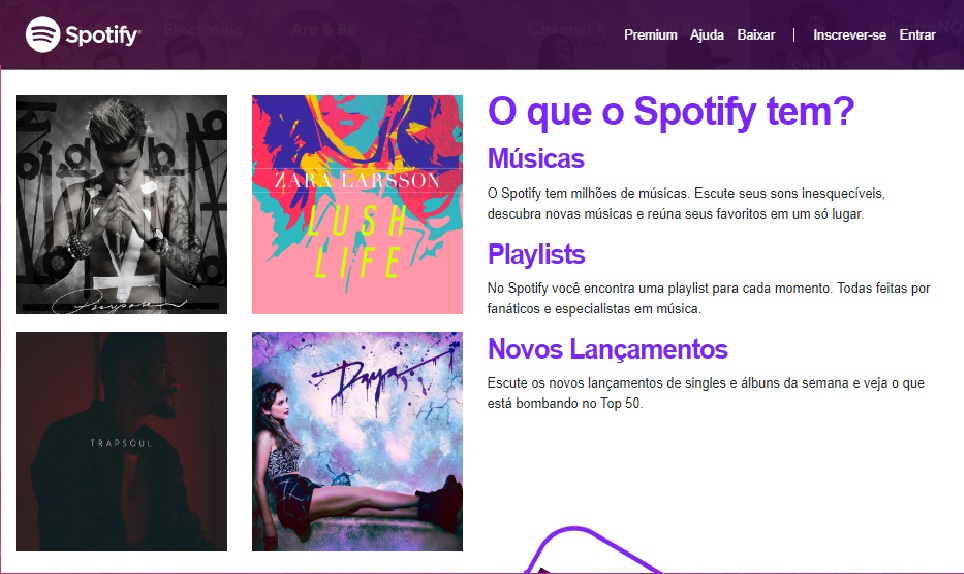 Spotify
Electronic
Channel X
Premium Ajuda Baixar | Inscrever-se Entrar
O que o Spotify tem?
Músicas
O Spotify tem milhões de músicas. Escute seus sons inesquecíveis,
descubra novas músicas e reúna seus favoritos em um só lugar.
Playlists
No Spotify você encontra uma playlist para cada momento. Todas feitas por
fanáticos e especialistas em música.
Novos Lançamentos
Escute os novos lançamentos de singles e álbuns da semana e veja o que
está bombando no Top 50.
Purpose
ZARA LARSSON
LUSH
LIFE
TRAPSOUL
Daya